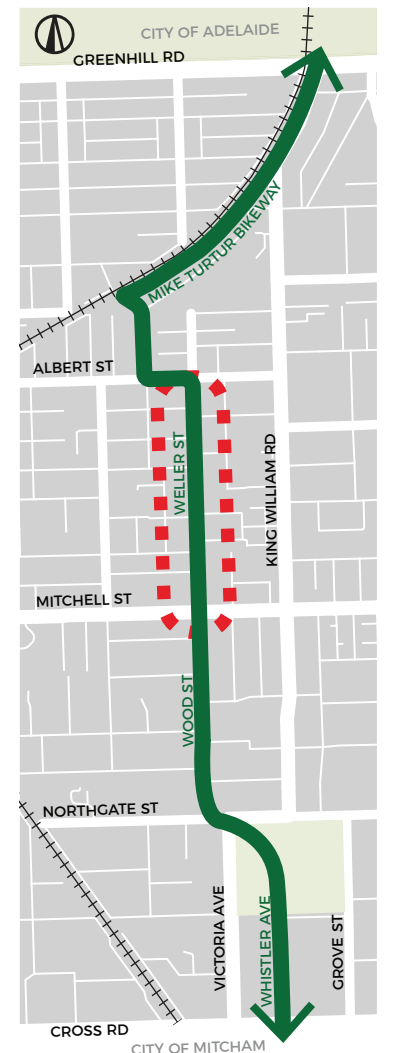 CITY OF ADELAIDE
GREENHILL RD
MIKE TURTUR BIKEWAY
ALBERT ST
WELLER ST
KING WILLIAM RD
MITCHELL ST
WOOD ST
NORTHGATE ST
VICTORIA AVE
WHISTLER AVE
GROVE ST
CROSS RD
CITY OF MITCHAM